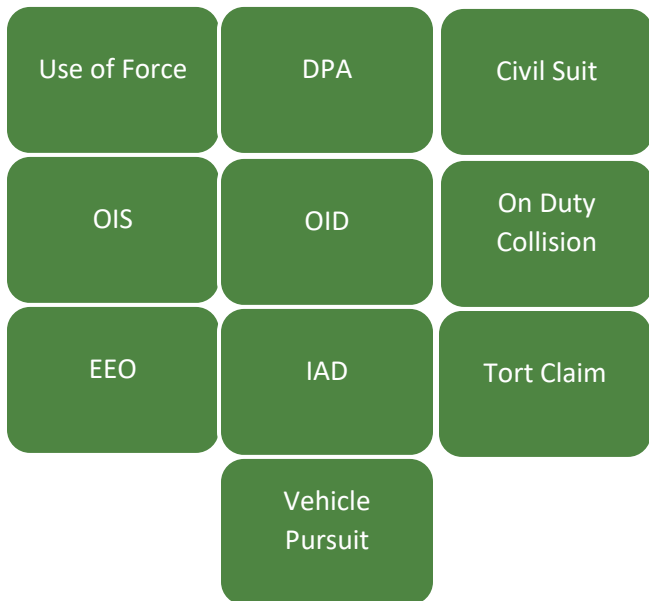 Use of Force
DPA
Civil Suit
OIS
OID
On Duty
Collision
EEO
IAD
Tort Claim
Vehicle
Pursuit